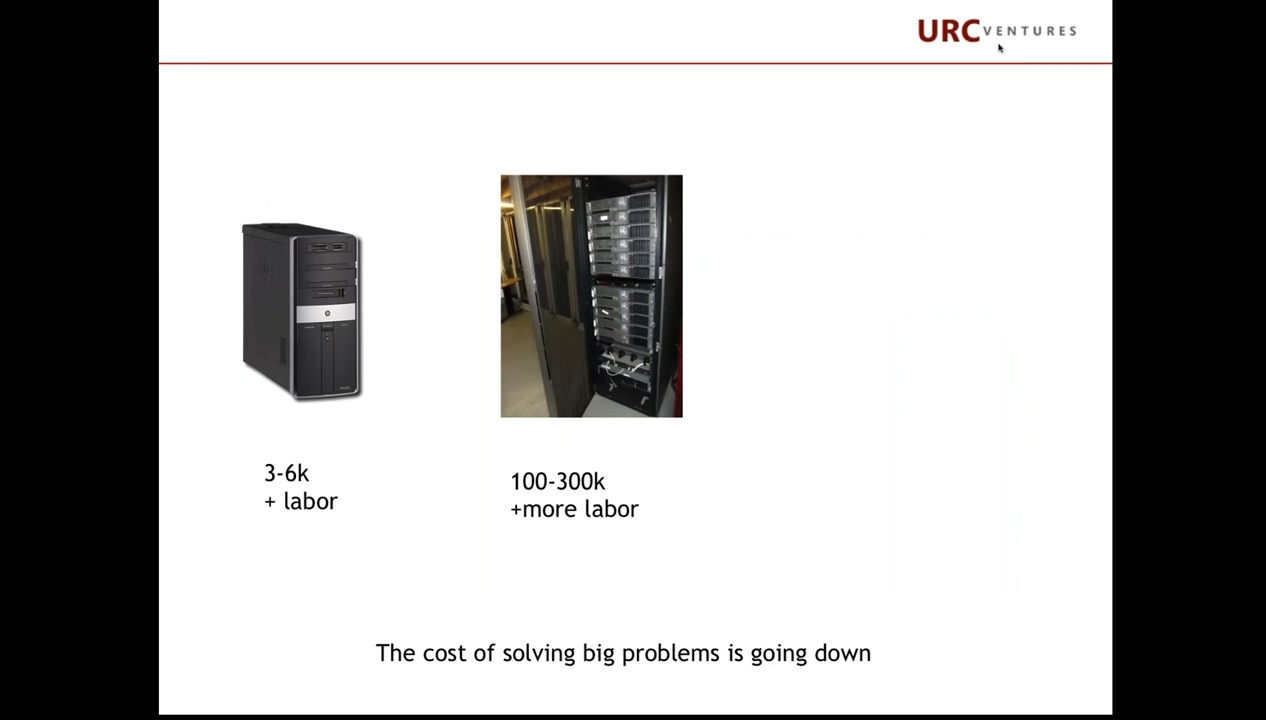 URC VENTURES
3-6k
+ labor
100-300k
+more labor
The cost of solving big problems is going down